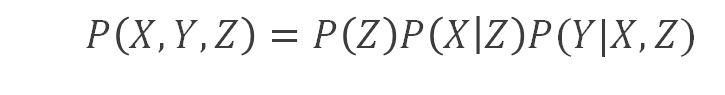 P(X, Y, Z) = P(Z)P(X|Z)P(Y|X, Z)